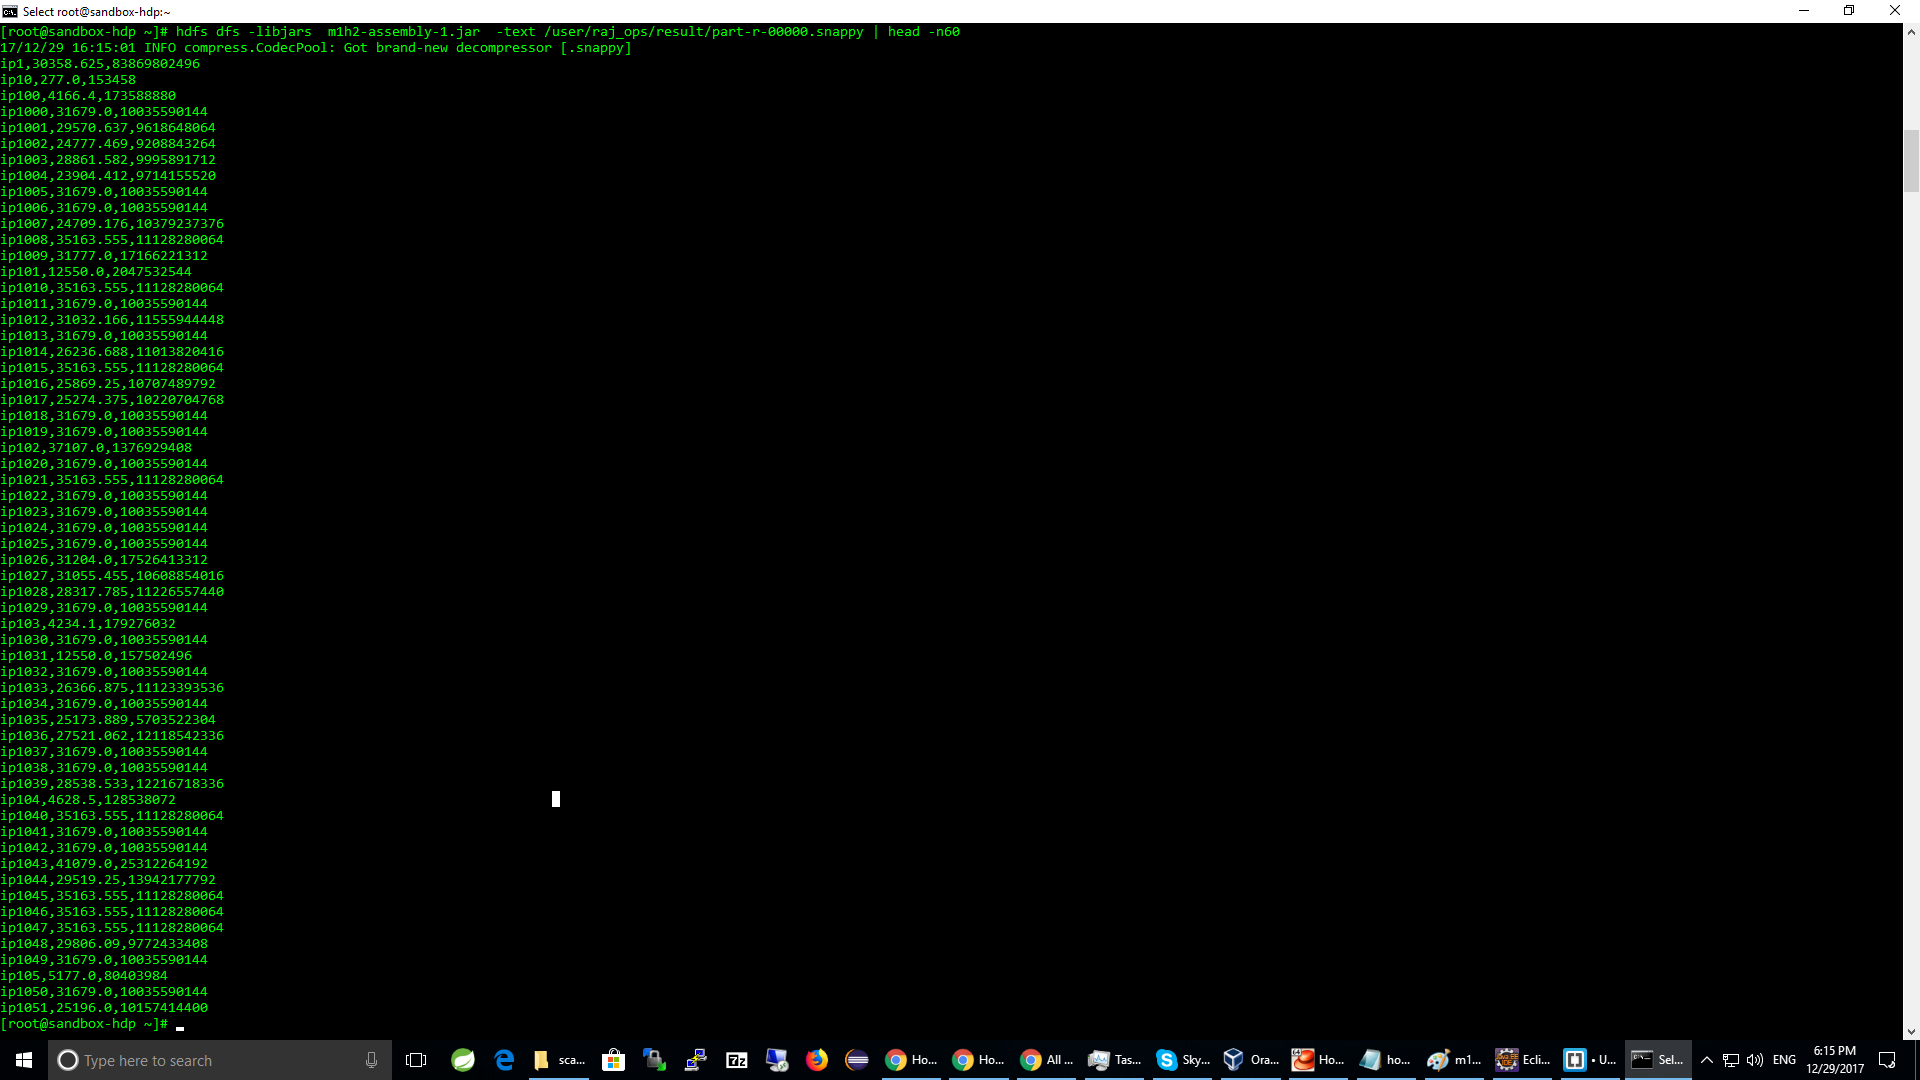 Select root@sandbox-hdp:~
[root@sandbox-hdp ~]# hdfs dfs -libjars  m1h2-assembly-1.jar  -text /user/raj_ops/result/part-r-00000.snappy | head -n60
17/12/29 16:15:01 INFO compress.CodecPool: Got brand-new decompressor [.snappy]
ip1,30358.625,83869802496
ip10,277.0,153458
ip100,4166.4,173588880
ip1000,31679.0,10035590144
ip1001,29570.637,9618648064
ip1002,24777.469,9208843264
ip1003,28861.582,9995891712
ip1004,23904.412,9714155520
ip1005,31679.0,10035590144
ip1006,31679.0,10035590144
ip1007,24709.176,10379237376
ip1008,35163.555,11128280064
ip1009,31777.0,17166221312
ip101,12550.0,2047532544
ip1010,35163.555,11128280064
ip1011,31679.0,10035590144
ip1012,31032.166,11555944448
ip1013,31679.0,10035590144
ip1014,26236.688,11013820416
ip1015,35163.555,11128280064
ip1016,25869.25,10707489792
ip1017,25274.375,10220704768
ip1018,31679.0,10035590144
ip1019,31679.0,10035590144
ip102,37107.0,1376929408
ip1020,31679.0,10035590144
ip1021,35163.555,11128280064
ip1022,31679.0,10035590144
ip1023,31679.0,10035590144
ip1024,31679.0,10035590144
ip1025,31679.0,10035590144
ip1026,31204.0,17526413312
ip1027,31055.455,10608854016
ip1028,28317.785,11226557440
ip1029,31679.0,10035590144
ip103,4234.1,179276032
ip1030,31679.0,10035590144
ip1031,12550.0,157502496
ip1032,31679.0,10035590144
ip1033,26366.875,11123393536
ip1034,31679.0,10035590144
ip1035,25173.889,5703522304
ip1036,27521.062,12118542336
ip1037,31679.0,10035590144
ip1038,31679.0,10035590144
ip1039,28538.533,12216718336
ip104,4628.5,128538072
ip1040,35163.555,11128280064
ip1041,31679.0,10035590144
ip1042,31679.0,10035590144
ip1043,41079.0,25312264192
ip1044,29519.25,13942177792
ip1045,35163.555,11128280064
ip1046,35163.555,11128280064
ip1047,35163.555,11128280064
ip1048,29806.09,9772433408
ip1049,31679.0,10035590144
ip105,5177.0,80403984
ip1050,31679.0,10035590144
ip1051,25196.0,10157414400
[root@sandbox-hdp ~]#
Type here to search sca... 7z Ho... Ho... All ... Tas... Sky... Ora... Ho... ho... m1... Ecli... • U... Sel... ENG 6:15 PM
12/29/2017